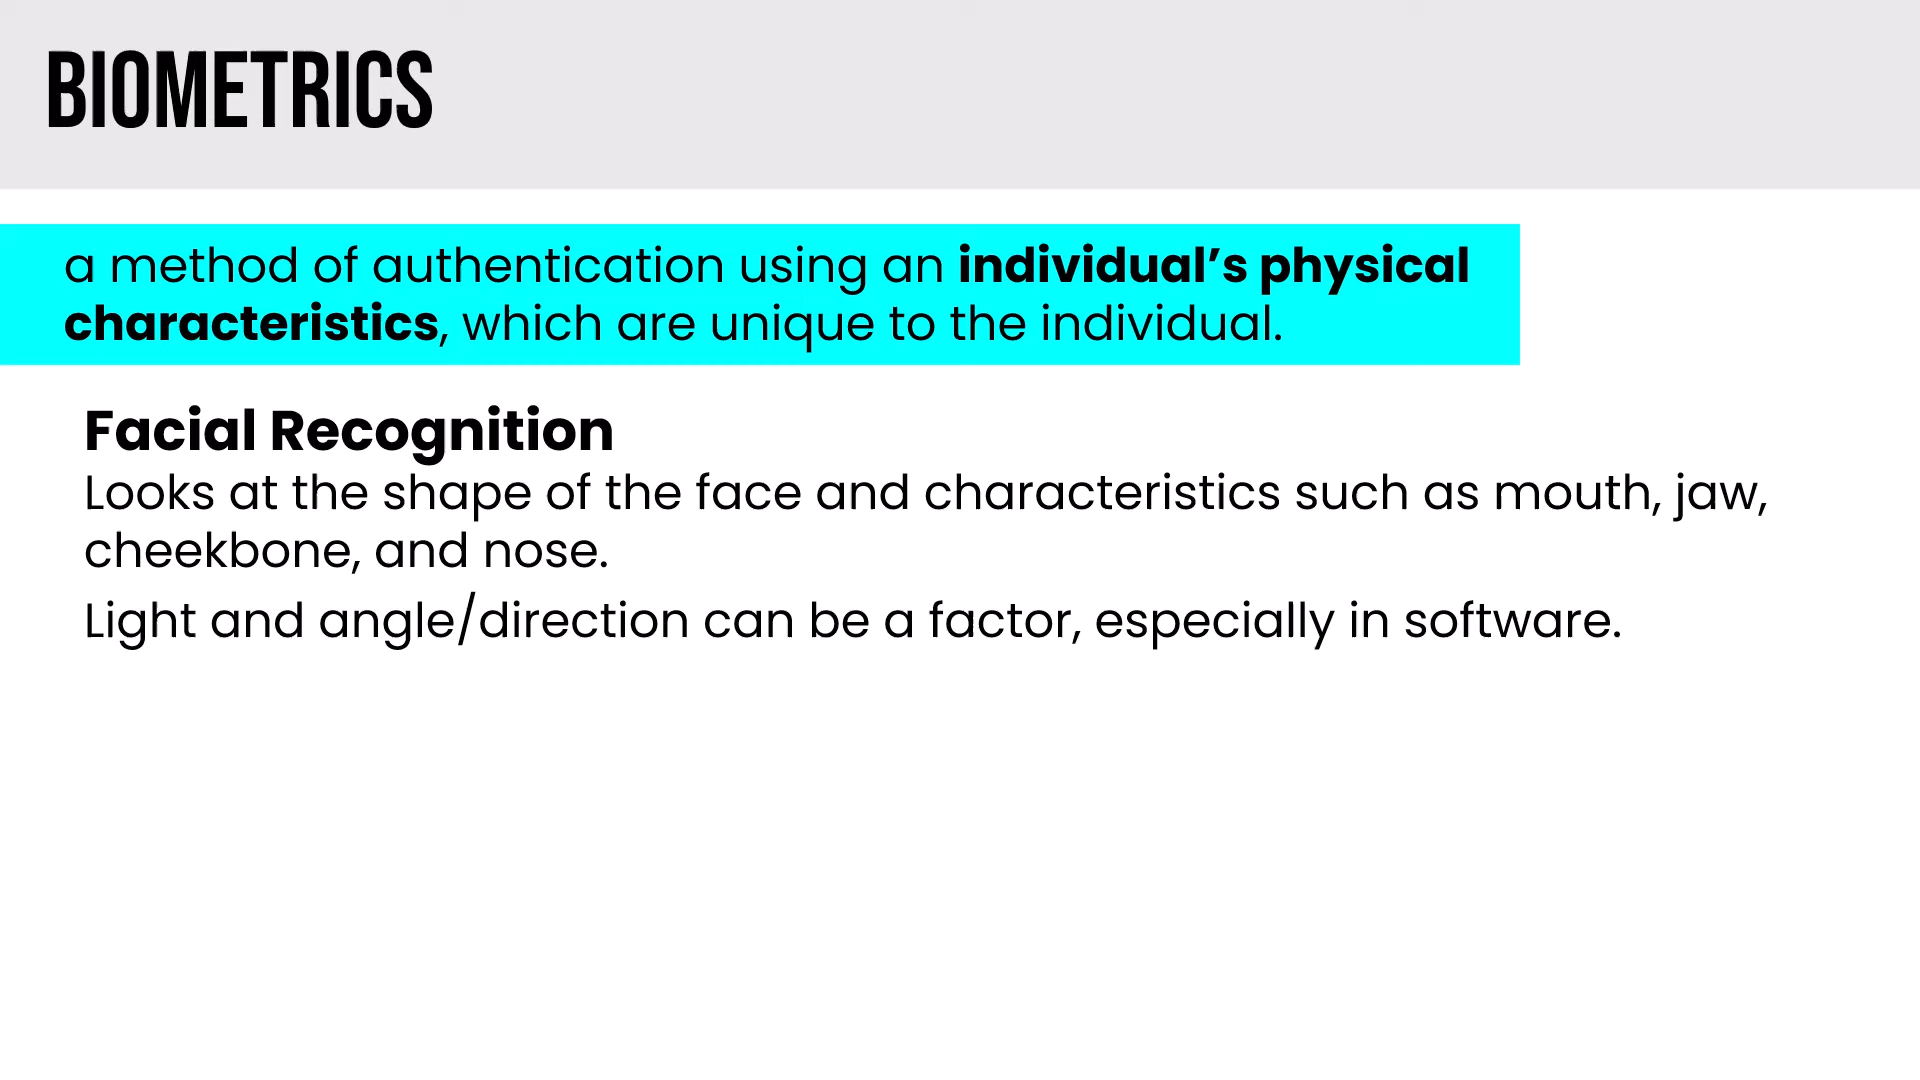 BIOMETRICS
a method of authentication using an individual’s physical
characteristics, which are unique to the individual.
Facial Recognition
Looks at the shape of the face and characteristics such as mouth, jaw,
cheekbone, and nose.
Light and angle/direction can be a factor, especially in software.